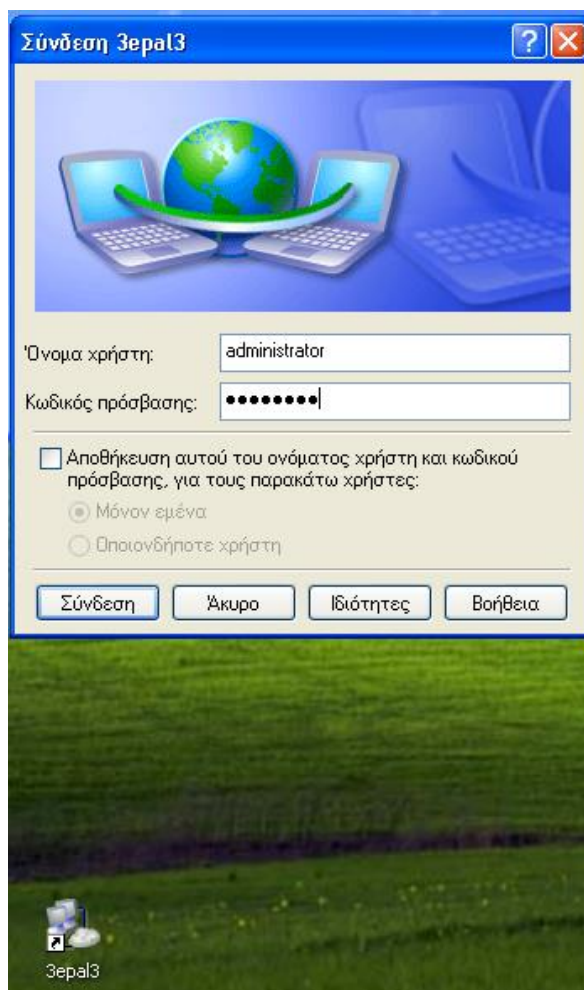 Σύνδεση 3epal3
Όνομα χρήστη:
administrator
Κωδικός πρόσβασης:
●●●●●●●●
Αποθήκευση αυτού του ονόματος χρήστη και κωδικού
πρόσβασης, για τους παρακάτω χρήστες:
Μόνον εμένα
Οποιονδήποτε χρήστη
Σύνδεση
Άκυρο
Ιδιότητες
Βοήθεια
3epal3